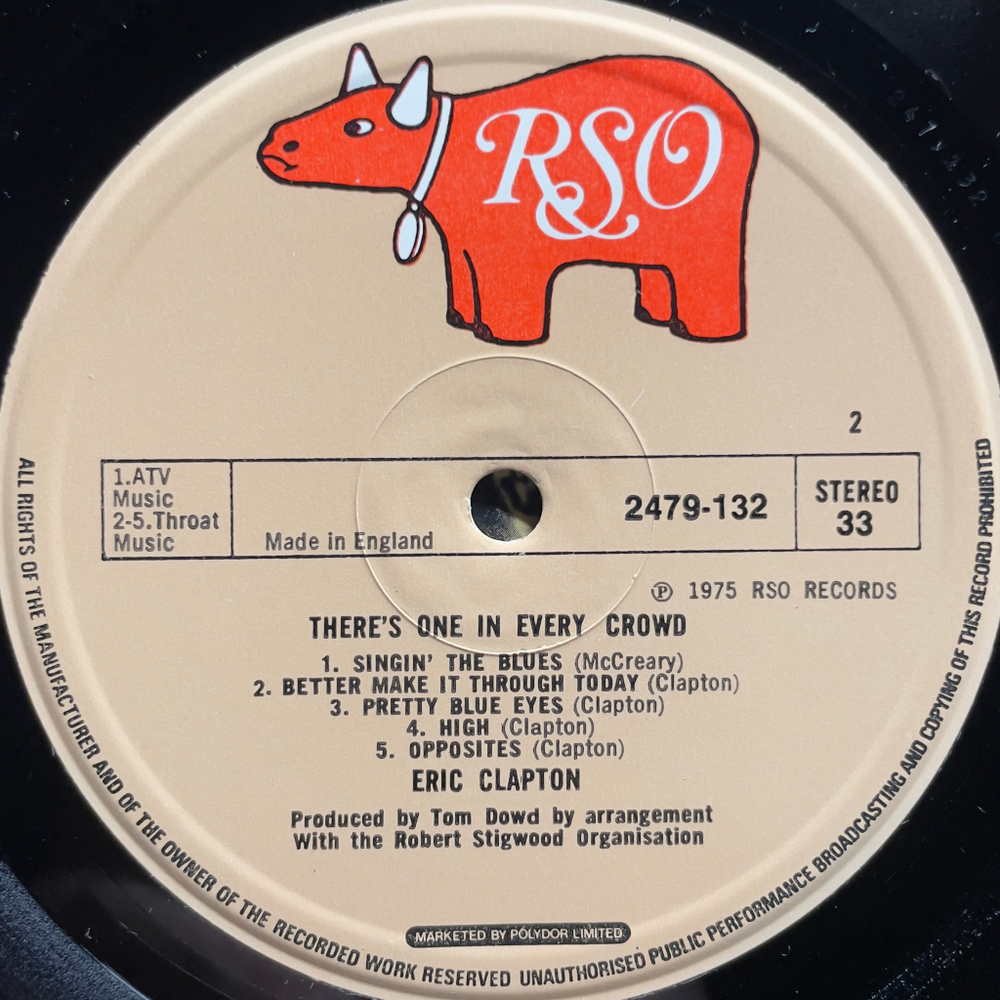 RSO
2
1.ATV
Music
2-5.Throat
Music
Made in England
2479-132
STEREO
33
℗ 1975 RSO RECORDS
THERE'S ONE IN EVERY CROWD
1. SINGIN' THE BLUES (McCreary)
2. BETTER MAKE IT THROUGH TODAY (Clapton)
3. PRETTY BLUE EYES (Clapton)
4. HIGH (Clapton)
5. OPPOSITES (Clapton)
ERIC CLAPTON
Produced by Tom Dowd by arrangement
With the Robert Stigwood Organisation
MARKETED BY POLYDOR LIMITED
ALL RIGHTS OF THE MANUFACTURER AND OF THE OWNER OF THE RECORDED WORK RESERVED UNAUTHORISED PUBLIC PERFORMANCE BROADCASTING AND COPYING OF THIS RECORD PROHIBITED